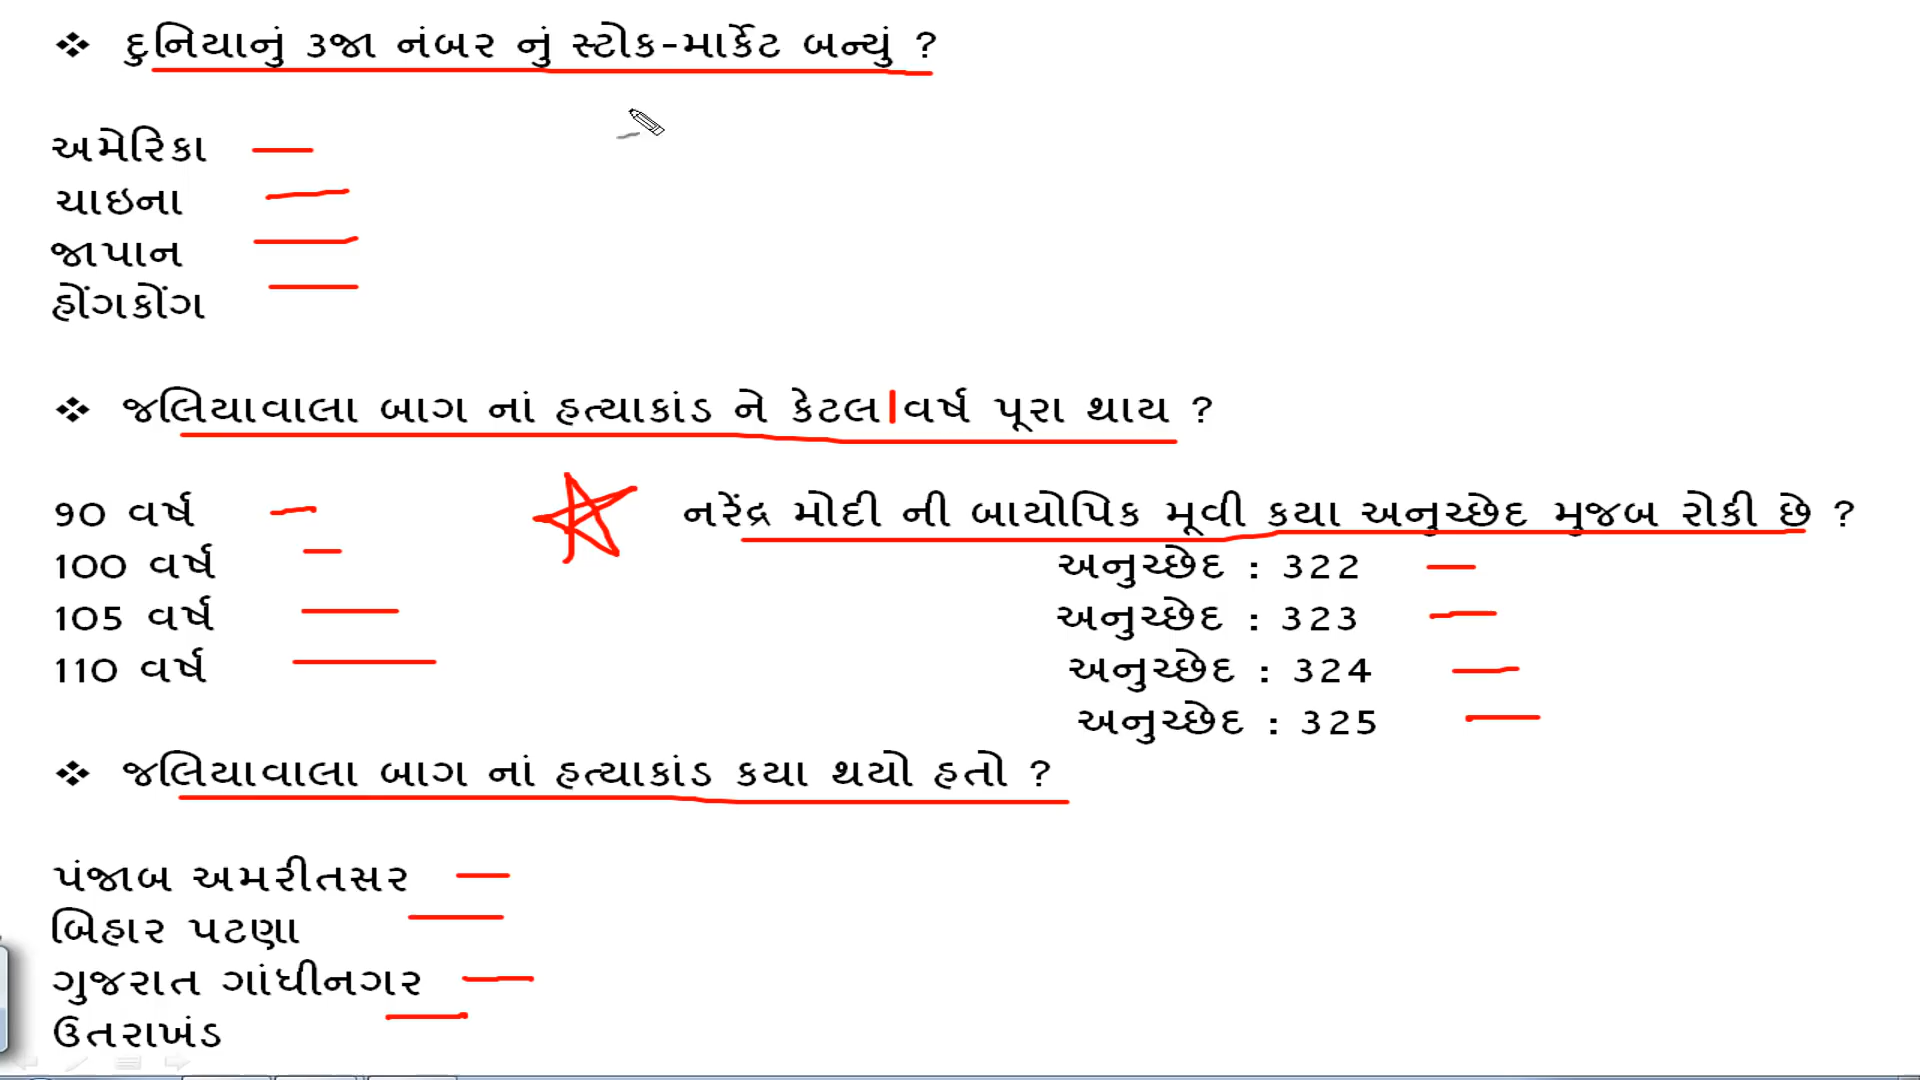 ❖ દુનિયાનું ૩જા નંબર નું સ્ટોક-માર્કેટ બન્યું ?
અમેરિકા
ચાઇના
જાપાન
હોંગકોંગ
❖ જલિયાવાલા બાગ નાં હત્યાકાંડ ને કેટલા વર્ષ પૂરા થાય ?
90 વર્ષ
100 વર્ષ
105 વર્ષ
110 વર્ષ
નરેંદ્ર મોદી ની બાયોપિક મૂવી કયા અનુચ્છેદ મુજબ રોકી છે ?
અનુચ્છેદ : 322
અનુચ્છેદ : 323
અનુચ્છેદ : 324
અનુચ્છેદ : 325
❖ જલિયાવાલા બાગ નાં હત્યાકાંડ કયા થયો હતો ?
પંજાબ અમરીતસર
બિહાર પટણા
ગુજરાત ગાંધીનગર
ઉતરાખંડ